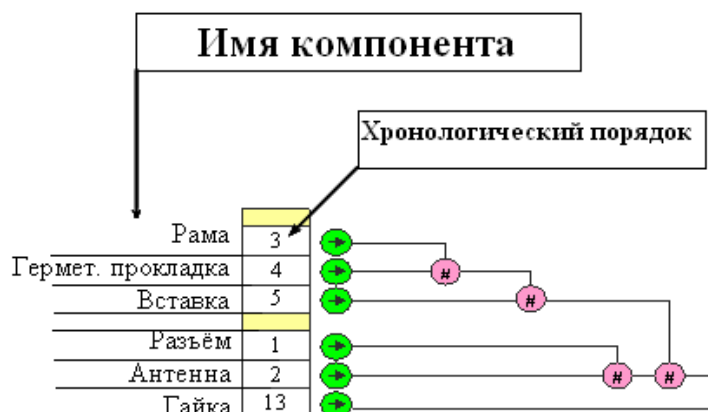 Имя компонента
Хронологический порядок
Рама 3
Гермет. прокладка 4
#
Вставка 5
#
Разъём 1
Антенна 2
# #
Гайка 13